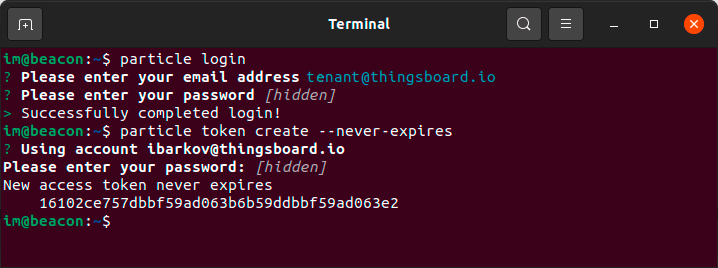 Terminal
im@beacon:~$ particle login
? Please enter your email address tenant@thingsboard.io
? Please enter your password [hidden]
> Successfully completed login!
im@beacon:~$ particle token create --never-expires
? Using account ibarkov@thingsboard.io
Please enter your password: [hidden]
New access token never expires
16102ce757dbbf59ad063b6b59ddbbf59ad063e2
im@beacon:~$